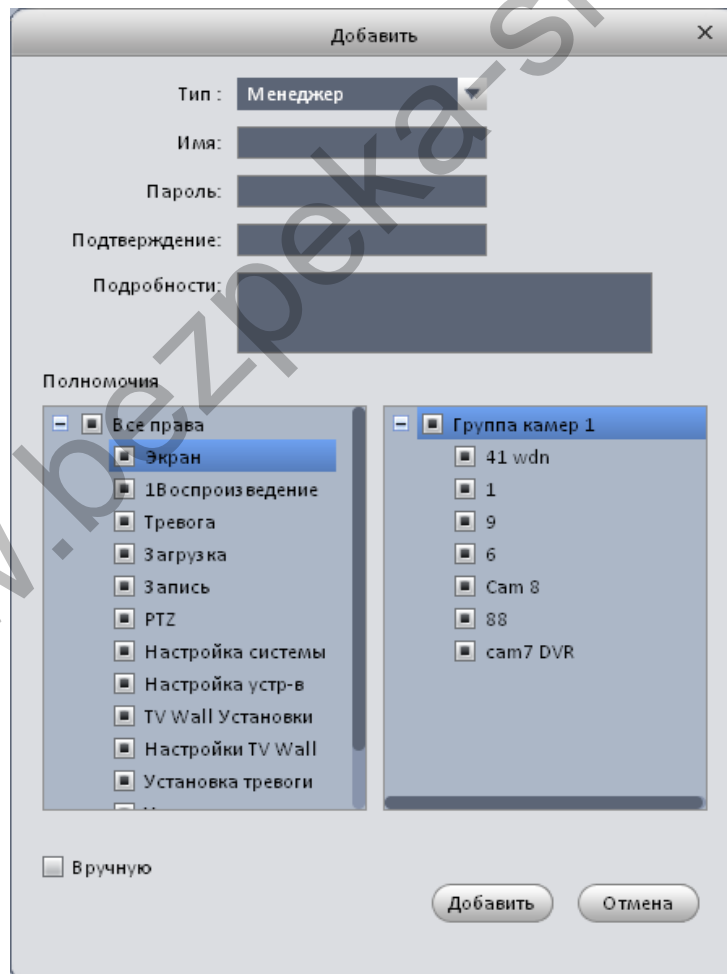 Добавить
Тип :
Менеджер
Имя:
Пароль:
Подтверждение:
Подробности:
Полномочия
Все права
Экран
1Воспроизведение
Тревога
Загрузка
Запись
PTZ
Настройка системы
Настройка устр-в
TV Wall Установки
Настройки TV Wall
Установка тревоги
Группа камер 1
41 wdn
1
9
6
Cam 8
88
cam7 DVR
Вручную
Добавить
Отмена
.bezpeka-s